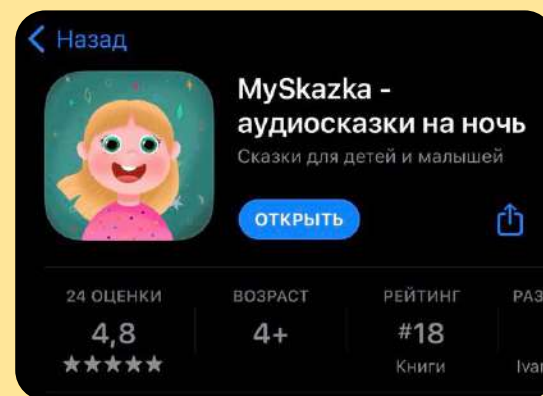 Назад
MySkazka -
аудиосказки на ночь
Сказки для детей и малышей
ОТКРЫТЬ
24 ОЦЕНКИ ВОЗРАСТ РЕЙТИНГ
4,8 4+ #18
Книги